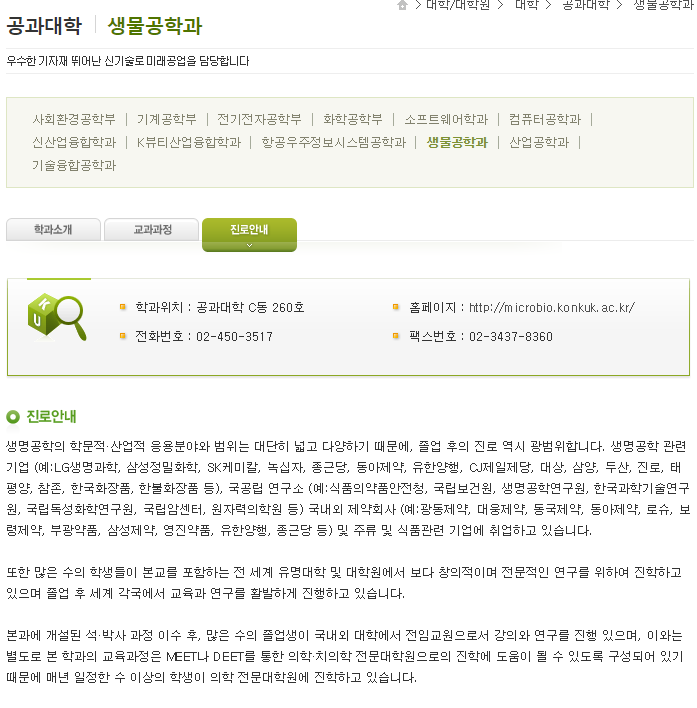 > 대학/대학원 > 대학 > 공과대학 > 생물공학과
공과대학 생물공학과
우수한 기자재 뛰어난 신기술로 미래공업을 담당합니다
사회환경공학부 | 기계공학부 | 전기전자공학부 | 화학공학부 | 소프트웨어학과 | 컴퓨터공학과 |
신산업융합학과 | K뷰티산업융합학과 | 항공우주정보시스템공학과 | 생물공학과 | 산업공학과 |
기술융합공학과
학과소개 교과과정 진로안내
KU
학과위치 : 공과대학 C동 260호 홈페이지 : http://microbio.konkuk.ac.kr/
전화번호 : 02-450-3517 팩스번호 : 02-3437-8360
진로안내
생명공학의 학문적·산업적 응용분야와 범위는 대단히 넓고 다양하기 때문에, 졸업 후의 진로 역시 광범위합니다. 생명공학 관련
기업 (예:LG생명과학, 삼성정밀화학, SK케미칼, 녹십자, 종근당, 동아제약, 유한양행, CJ제일제당, 대상, 삼양, 두산, 진로, 태
평양, 참존, 한국화장품, 한불화장품 등), 국공립 연구소 (예:식품의약품안전청, 국립보건원, 생명공학연구원, 한국과학기술연구
원, 국립독성화학연구원, 국립암센터, 원자력의학원 등) 국내외 제약회사 (예:광동제약, 대웅제약, 동국제약, 동아제약, 로슈, 보
령제약, 부광약품, 삼성제약, 영진약품, 유한양행, 종근당 등) 및 주류 및 식품관련 기업에 취업하고 있습니다.
또한 많은 수의 학생들이 본교를 포함하는 전 세계 유명대학 및 대학원에서 보다 창의적이며 전문적인 연구를 위하여 진학하고
있으며 졸업 후 세계 각국에서 교육과 연구를 활발하게 진행하고 있습니다.
본과에 개설된 석·박사 과정 이수 후, 많은 수의 졸업생이 국내외 대학에서 전임교원으로서 강의와 연구를 진행 있으며, 이와는
별도로 본 학과의 교육과정은 MEET나 DEET를 통한 의학·치의학 전문대학원으로의 진학에 도움이 될 수 있도록 구성되어 있기
때문에 매년 일정한 수 이상의 학생이 의학 전문대학원에 진학하고 있습니다.